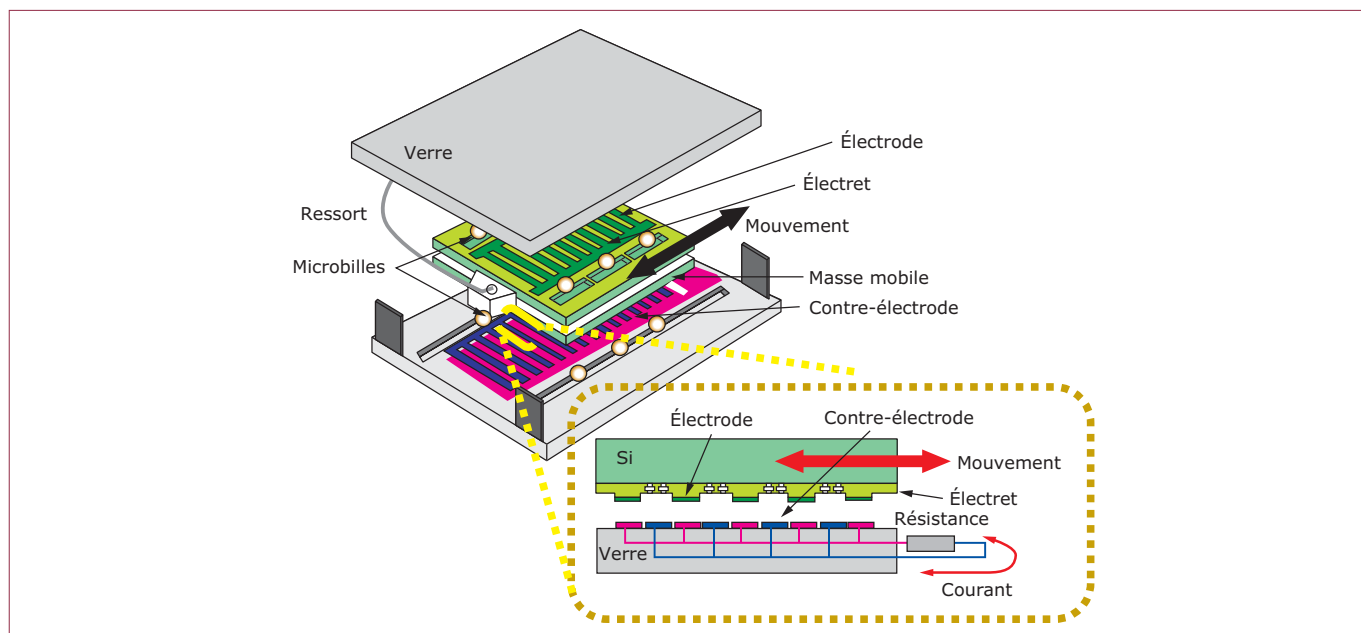 Verre
Électrode
Électret
Ressort
Mouvement
Microbilles
Masse mobile
Contre-électrode
Électrode
Contre-électrode
Si
Mouvement
Électret
Résistance
Verre
Courant